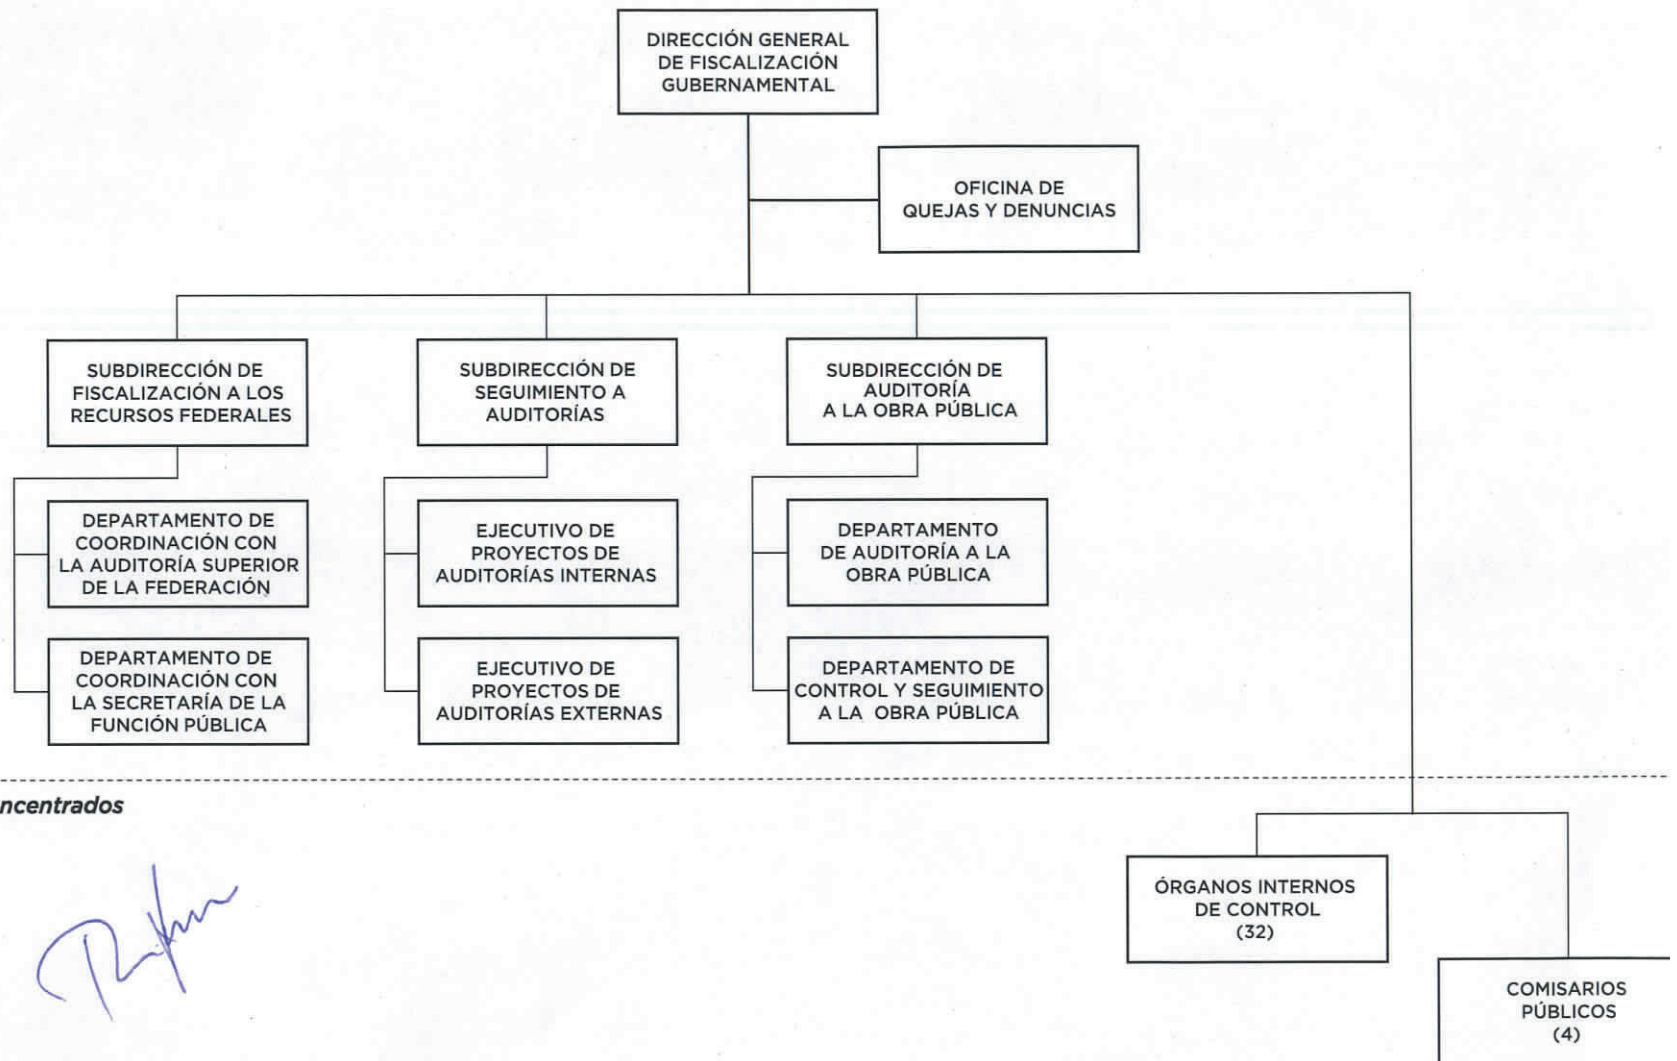 DIRECCIÓN GENERAL
DE FISCALIZACIÓN
GUBERNAMENTAL
OFICINA DE
QUEJAS Y DENUNCIAS
SUBDIRECCIÓN DE
FISCALIZACIÓN A LOS
RECURSOS FEDERALES
SUBDIRECCIÓN DE
SEGUIMIENTO A
AUDITORÍAS
SUBDIRECCIÓN DE
AUDITORÍA
A LA OBRA PÚBLICA
DEPARTAMENTO DE
COORDINACIÓN CON
LA AUDITORÍA SUPERIOR
DE LA FEDERACIÓN
EJECUTIVO DE
PROYECTOS DE
AUDITORÍAS INTERNAS
DEPARTAMENTO
DE AUDITORÍA A LA
OBRA PÚBLICA
DEPARTAMENTO DE
COORDINACIÓN CON
LA SECRETARÍA DE LA
FUNCIÓN PÚBLICA
EJECUTIVO DE
PROYECTOS DE
AUDITORÍAS EXTERNAS
DEPARTAMENTO DE
CONTROL Y SEGUIMIENTO
A LA OBRA PÚBLICA
ncentrados
ÓRGANOS INTERNOS
DE CONTROL
(32)
COMISARIOS
PÚBLICOS
(4)